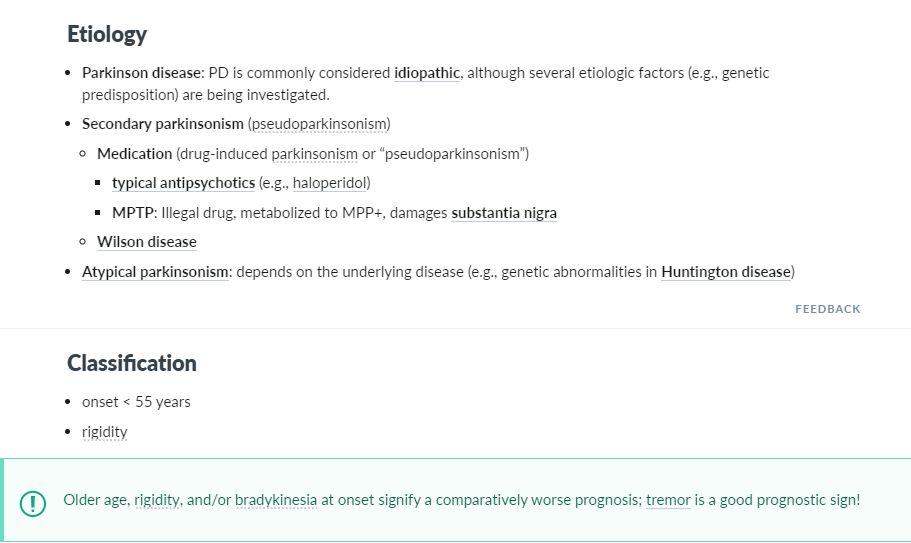 Etiology
Parkinson disease: PD is commonly considered idiopathic, although several etiologic factors (e.g., genetic
predisposition) are being investigated.
Secondary parkinsonism (pseudoparkinsonism)
Medication (drug-induced parkinsonism or “pseudoparkinsonism”)
typical antipsychotics (e.g., haloperidol)
MPTP: Illegal drug, metabolized to MPP+, damages substantia nigra
Wilson disease
Atypical parkinsonism: depends on the underlying disease (e.g., genetic abnormalities in Huntington disease)
FEEDBACK
Classification
onset < 55 years
rigidity
Older age, rigidity, and/or bradykinesia at onset signify a comparatively worse prognosis; tremor is a good prognostic sign!